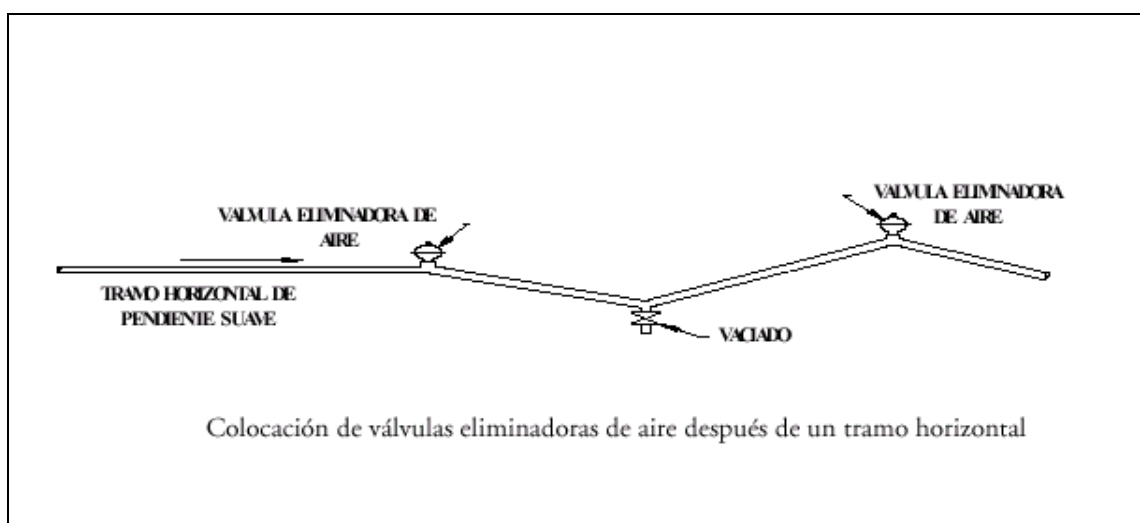 VALVULA ELIMINADORA DE
AIRE
VALVULA ELIMINADORA
DE AIRE
TRAMO HORIZONTAL DE
PENDIENTE SUAVE
VACIADO
Colocación de válvulas eliminadoras de aire después de un tramo horizontal